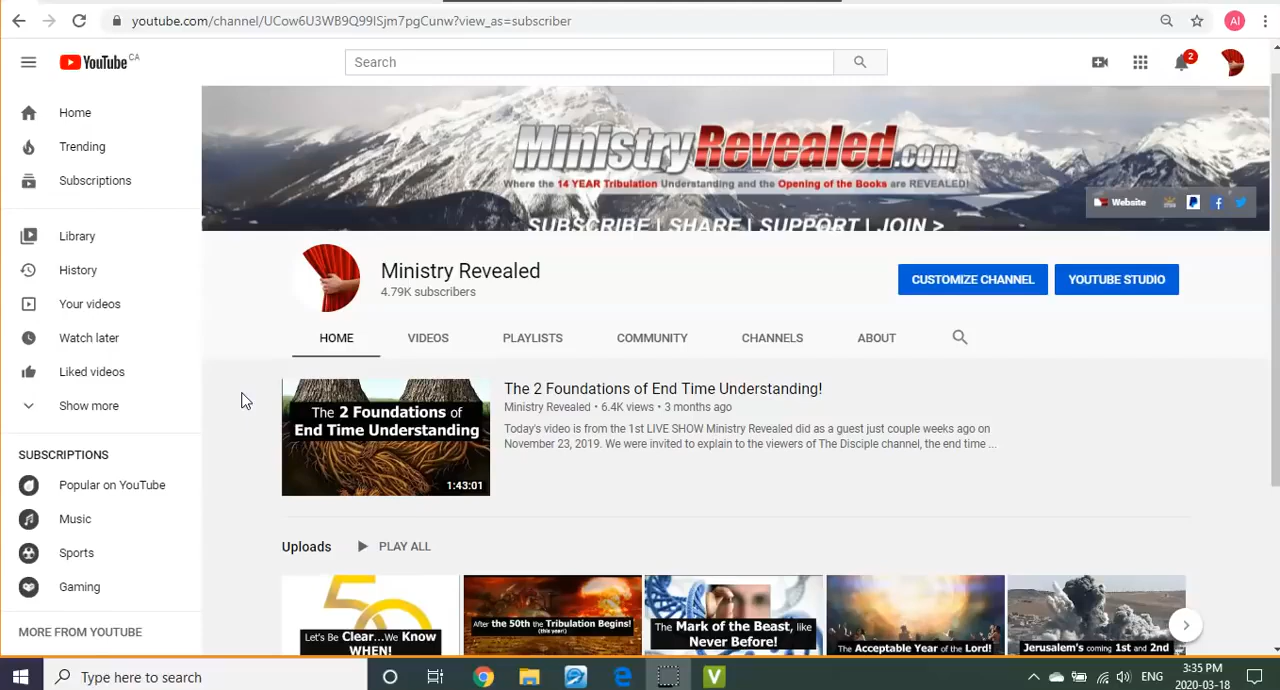 youtube.com/channel/UCow6U3WB9Q99ISjm7pgCunw?view_as=subscriber
AI
YouTube CA
Search
2
Home
Trending
Subscriptions
Library
History
Your videos
Watch later
Liked videos
Show more
SUBSCRIPTIONS
Popular on YouTube
Music
Sports
Gaming
MORE FROM YOUTUBE
MinistryRevealed.com
Where the 14 YEAR Tribulation Understanding and the Opening of the Books are REVEALED!
SUBSCRIBE | SHARE | SUPPORT | JOIN >
Website
Ministry Revealed
4.79K subscribers
CUSTOMIZE CHANNEL
YOUTUBE STUDIO
HOME
VIDEOS
PLAYLISTS
COMMUNITY
CHANNELS
ABOUT
The 2 Foundations of
End Time Understanding
1:43:01
The 2 Foundations of End Time Understanding!
Ministry Revealed • 6.4K views • 3 months ago
Today's video is from the 1st LIVE SHOW Ministry Revealed did as a guest just couple weeks ago on
November 23, 2019. We were invited to explain to the viewers of The Disciple channel, the end time ...
Uploads
PLAY ALL
50
Let's Be Clear...We Know
WHEN!
After the 50th the Tribulation Begins!
(this year!)
The Mark of the Beast, like
Never Before!
The Acceptable Year of the Lord!
Jerusalem's coming 1st and 2nd
Type here to search
ENG
3:35 PM
2020-03-18